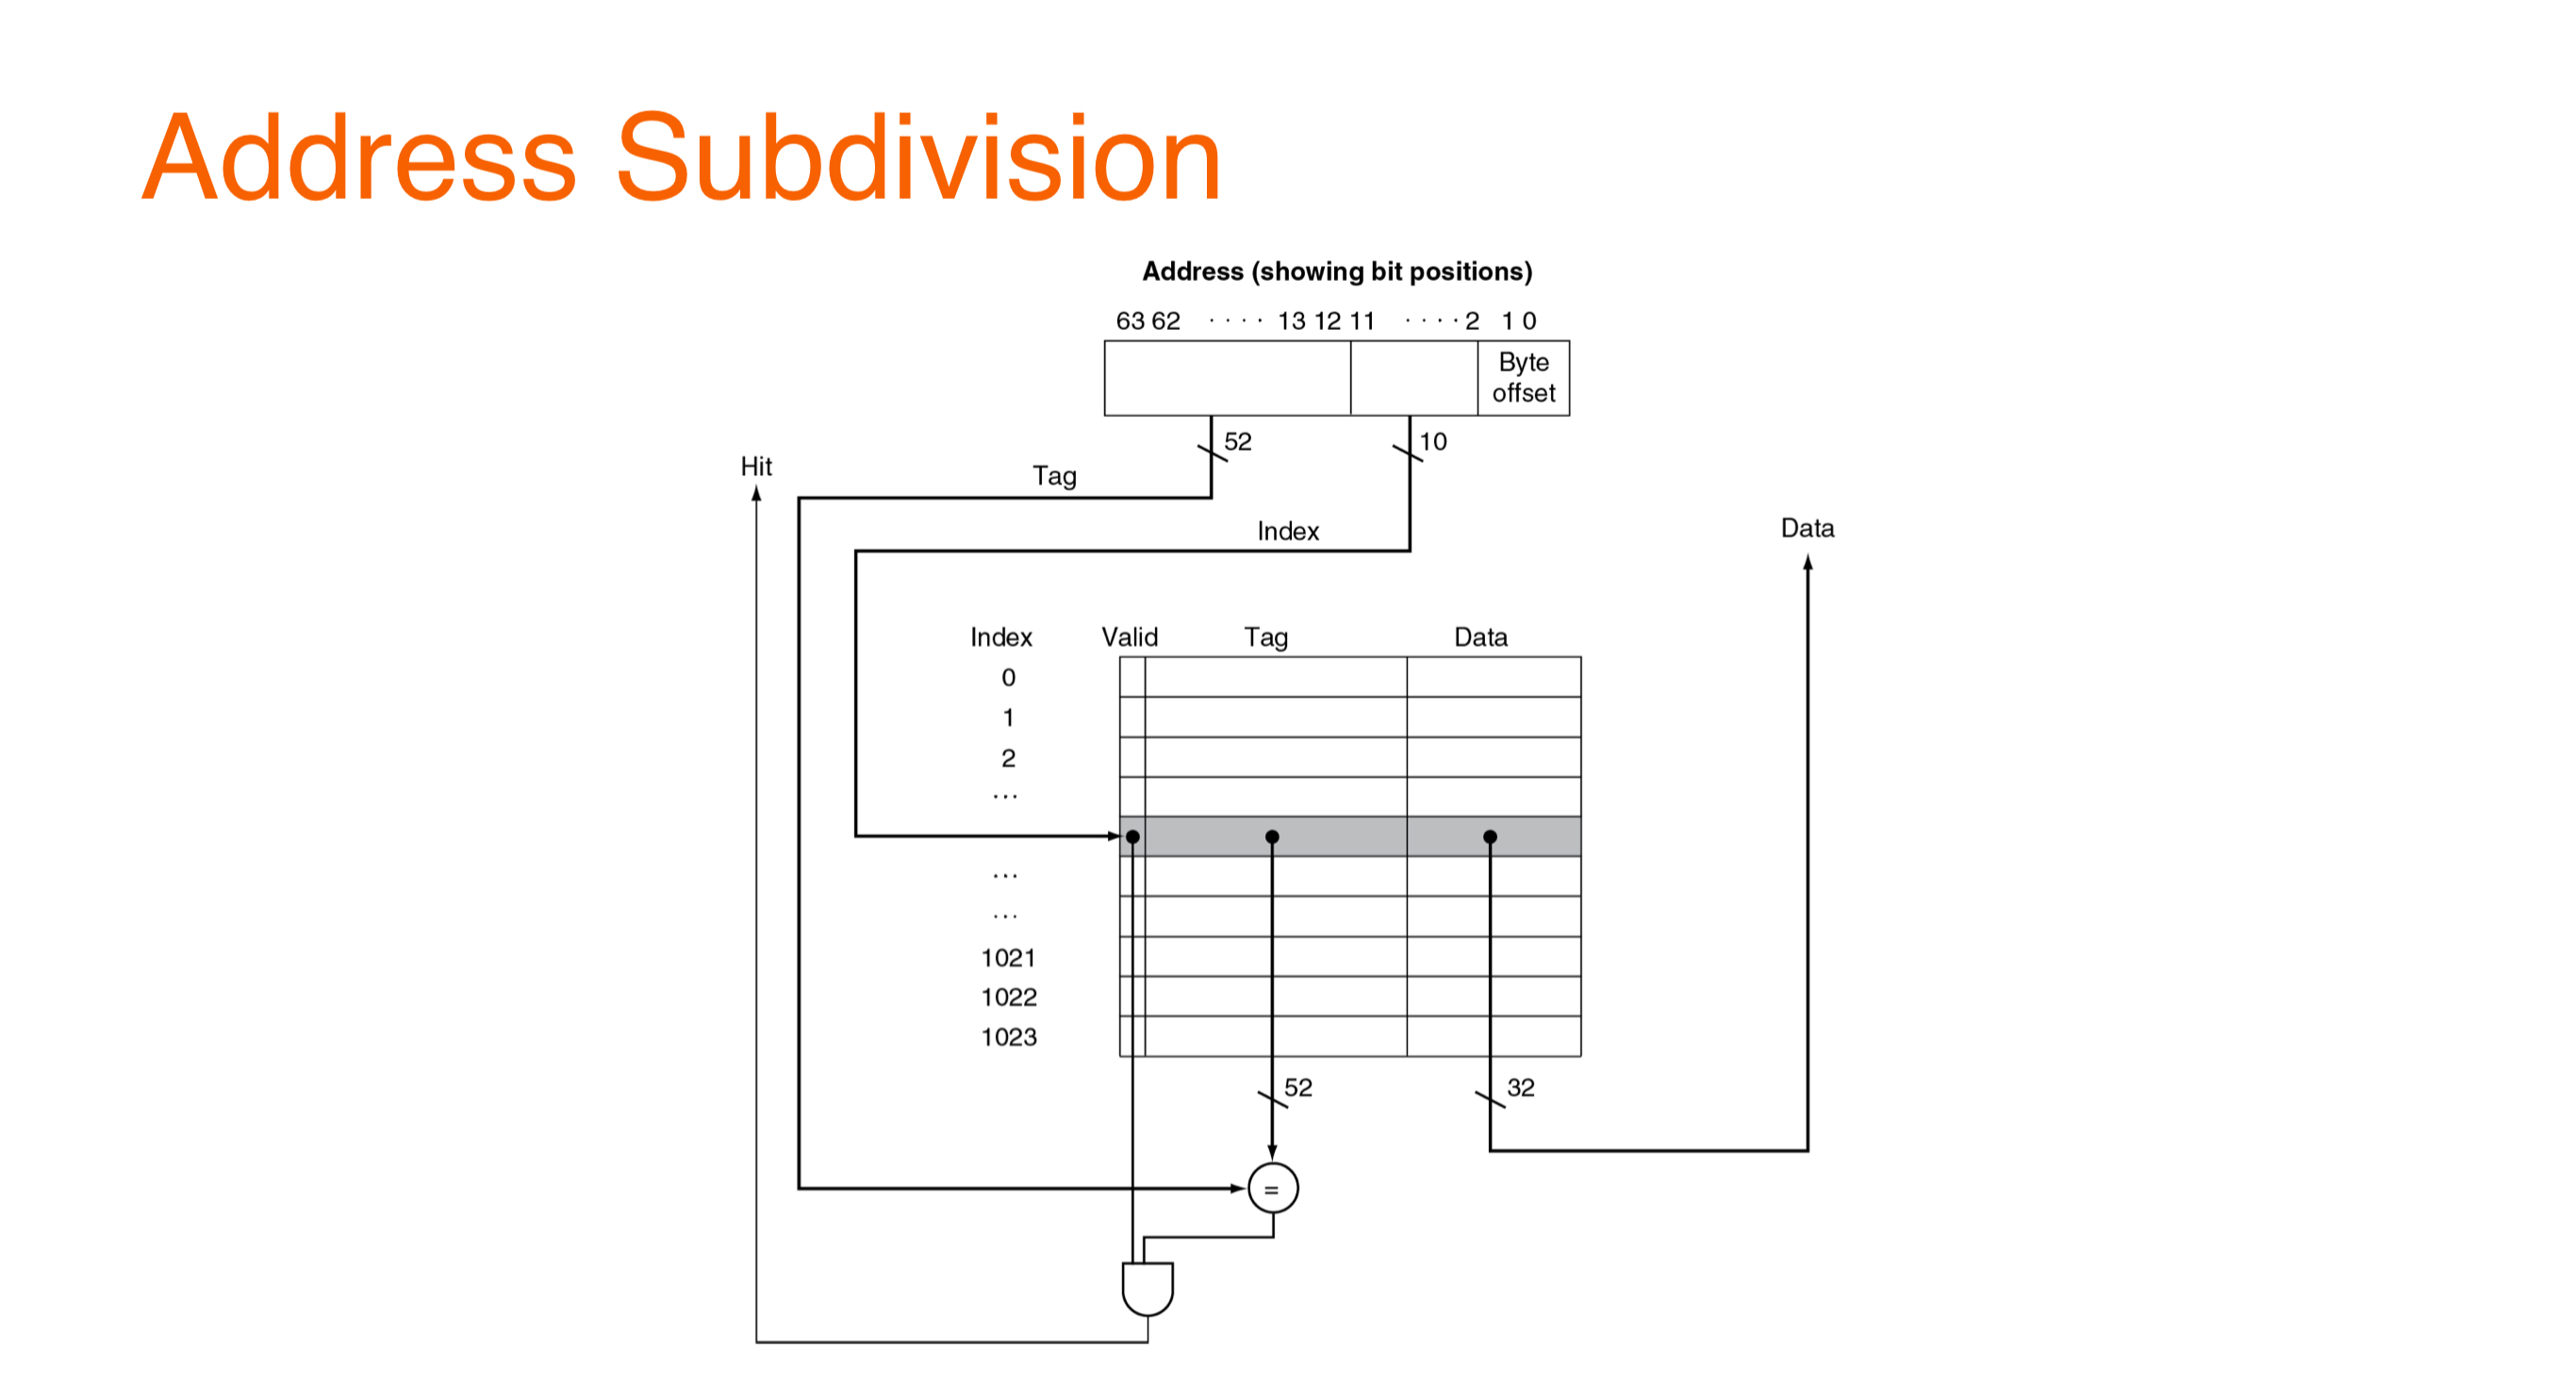 Address Subdivision
Address (showing bit positions)
63 62 · · · · 13 12 11 · · · · 2 1 0
Byte
offset
52
10
Hit
Tag
Index
Data
Index Valid Tag Data
0
1
2
...
...
...
1021
1022
1023
52
32
=